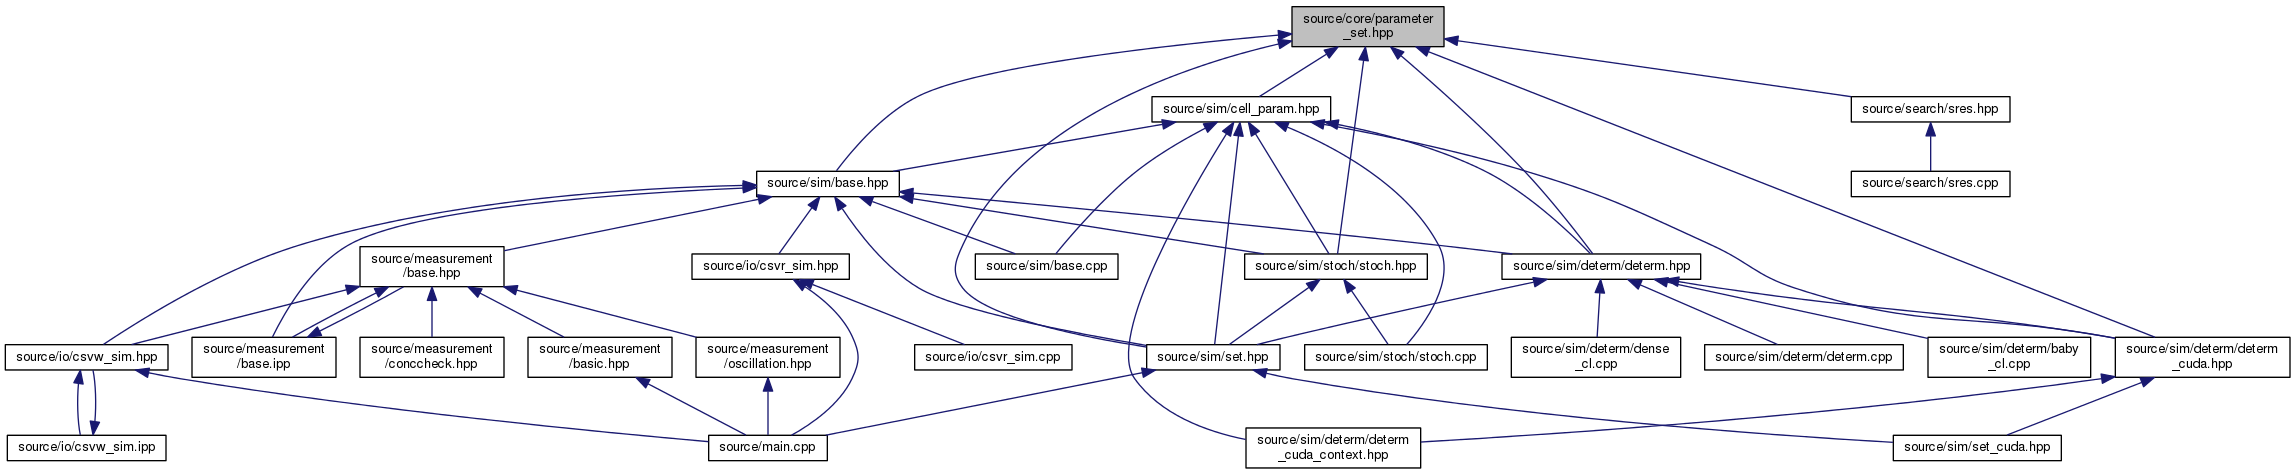 source/core/parameter
_set.hpp
source/sim/cell_param.hpp
source/search/sres.hpp
source/sim/base.hpp
source/search/sres.cpp
source/measurement
/base.hpp
source/io/csvr_sim.hpp
source/sim/base.cpp
source/sim/stoch/stoch.hpp
source/sim/determ/determ.hpp
source/io/csvw_sim.hpp
source/measurement
/base.ipp
source/measurement
/conccheck.hpp
source/measurement
/basic.hpp
source/measurement
/oscillation.hpp
source/io/csvr_sim.cpp
source/sim/set.hpp
source/sim/stoch/stoch.cpp
source/sim/determ/dense
_cl.cpp
source/sim/determ/determ.cpp
source/sim/determ/baby
_cl.cpp
source/sim/determ/determ
_cuda.hpp
source/io/csvw_sim.ipp
source/main.cpp
source/sim/determ/determ
_cuda_context.hpp
source/sim/set_cuda.hpp